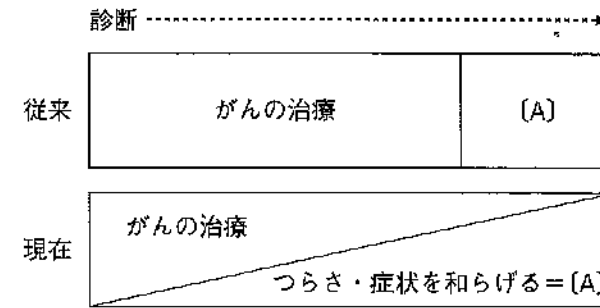 診断
従来
がんの治療
〔A〕
現在
がんの治療
つらさ・症状を和らげる＝〔A〕